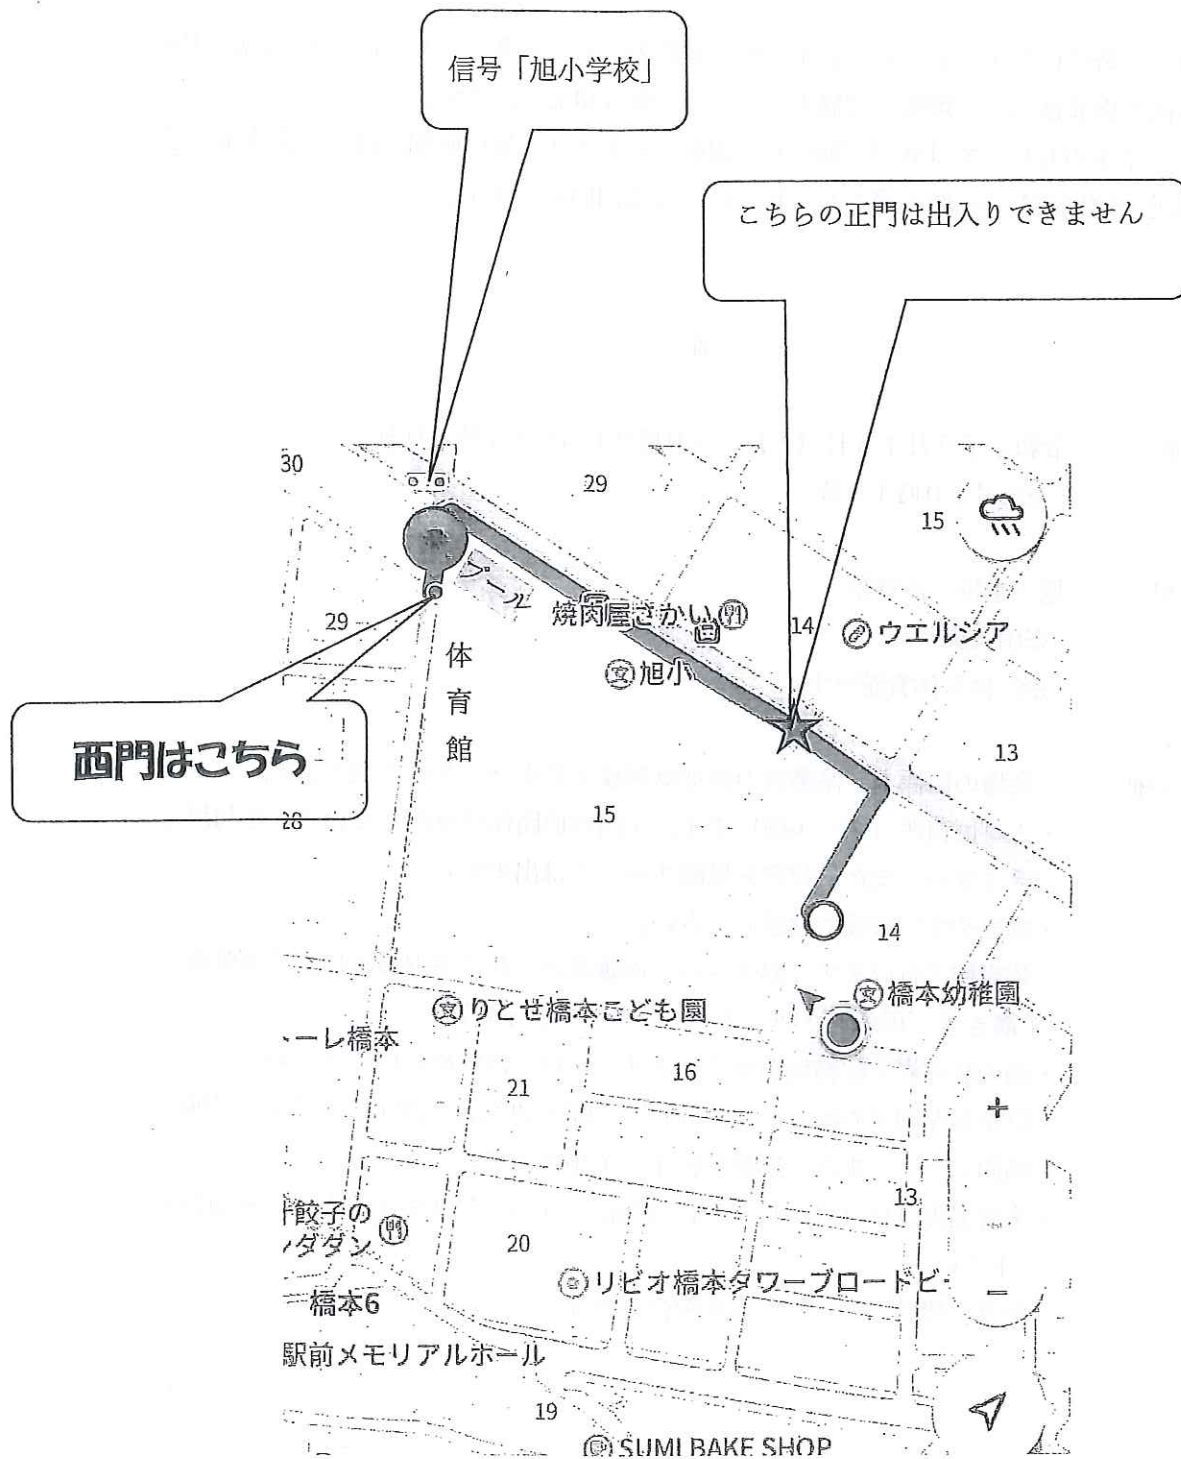 信号「旭小学校」
こちらの正門は出入りできません
30
29
15
プール
焼肉屋さかい
14
ウエルシア
29
体育館
旭小
西門はこちら
13
28
15
14
橋本幼稚園
りとせ橋本こども園
ーレ橋本
16
21
+
13
餃子の
ダダン
20
リビオ橋本タワーブロードビー
橋本6
−
駅前メモリアルホール
19
SUMI BAKE SHOP